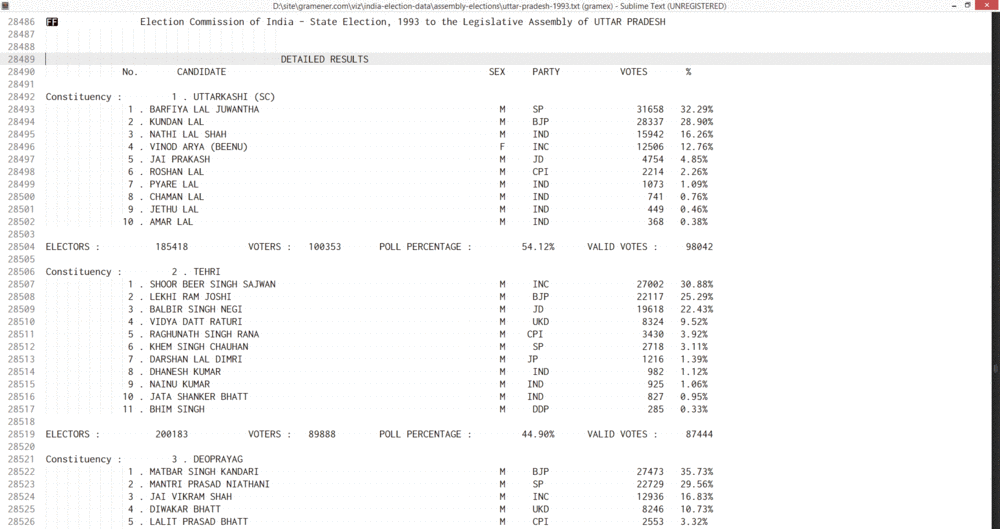 D:\site\gramener.com\viz\india-election-data\assembly-elections\uttar-pradesh-1993.txt (gramex) - Sublime Text (UNREGISTERED)
28486 FF Election Commission of India - State Election, 1993 to the Legislative Assembly of UTTAR PRADESH
28487
28488
28489 DETAILED RESULTS
28490 No. CANDIDATE SEX PARTY VOTES %
28491
28492 Constituency : 1 . UTTARKASHI (SC)
28493 1 . BARFIYA LAL JUWANTHA M SP 31658 32.29%
28494 2 . KUNDAN LAL M BJP 28337 28.90%
28495 3 . NATHI LAL SHAH M IND 15942 16.26%
28496 4 . VINOD ARYA (BEENU) F INC 12506 12.76%
28497 5 . JAI PRAKASH M JD 4754 4.85%
28498 6 . ROSHAN LAL M CPI 2214 2.26%
28499 7 . PYARE LAL M IND 1073 1.09%
28500 8 . CHAMAN LAL M IND 741 0.76%
28501 9 . JETHU LAL M IND 449 0.46%
28502 10 . AMAR LAL M IND 368 0.38%
28503
28504 ELECTORS : 185418 VOTERS : 100353 POLL PERCENTAGE : 54.12% VALID VOTES : 98042
28505
28506 Constituency : 2 . TEHRI
28507 1 . SHOOR BEER SINGH SAJWAN M INC 27002 30.88%
28508 2 . LEKHI RAM JOSHI M BJP 22117 25.29%
28509 3 . BALBIR SINGH NEGI M JD 19618 22.43%
28510 4 . VIDYA DATT RATURI M UKD 8324 9.52%
28511 5 . RAGHUNATH SINGH RANA M CPI 3430 3.92%
28512 6 . KHEM SINGH CHAUHAN M SP 2718 3.11%
28513 7 . DARSHAN LAL DIMRI M JP 1216 1.39%
28514 8 . DHANESH KUMAR M IND 982 1.12%
28515 9 . NAINU KUMAR M IND 925 1.06%
28516 10 . JATA SHANKER BHATT M IND 827 0.95%
28517 11 . BHIM SINGH M DDP 285 0.33%
28518
28519 ELECTORS : 200183 VOTERS : 89888 POLL PERCENTAGE : 44.90% VALID VOTES : 87444
28520
28521 Constituency : 3 . DEOPRAYAG
28522 1 . MATBAR SINGH KANDARI M BJP 27473 35.73%
28523 2 . MANTRI PRASAD NIATHANI M SP 22729 29.56%
28524 3 . JAI VIKRAM SHAH M INC 12936 16.83%
28525 4 . DIWAKAR BHATT M UKD 8246 10.73%
28526 5 . LALIT PRASAD BHATT M CPI 2553 3.32%